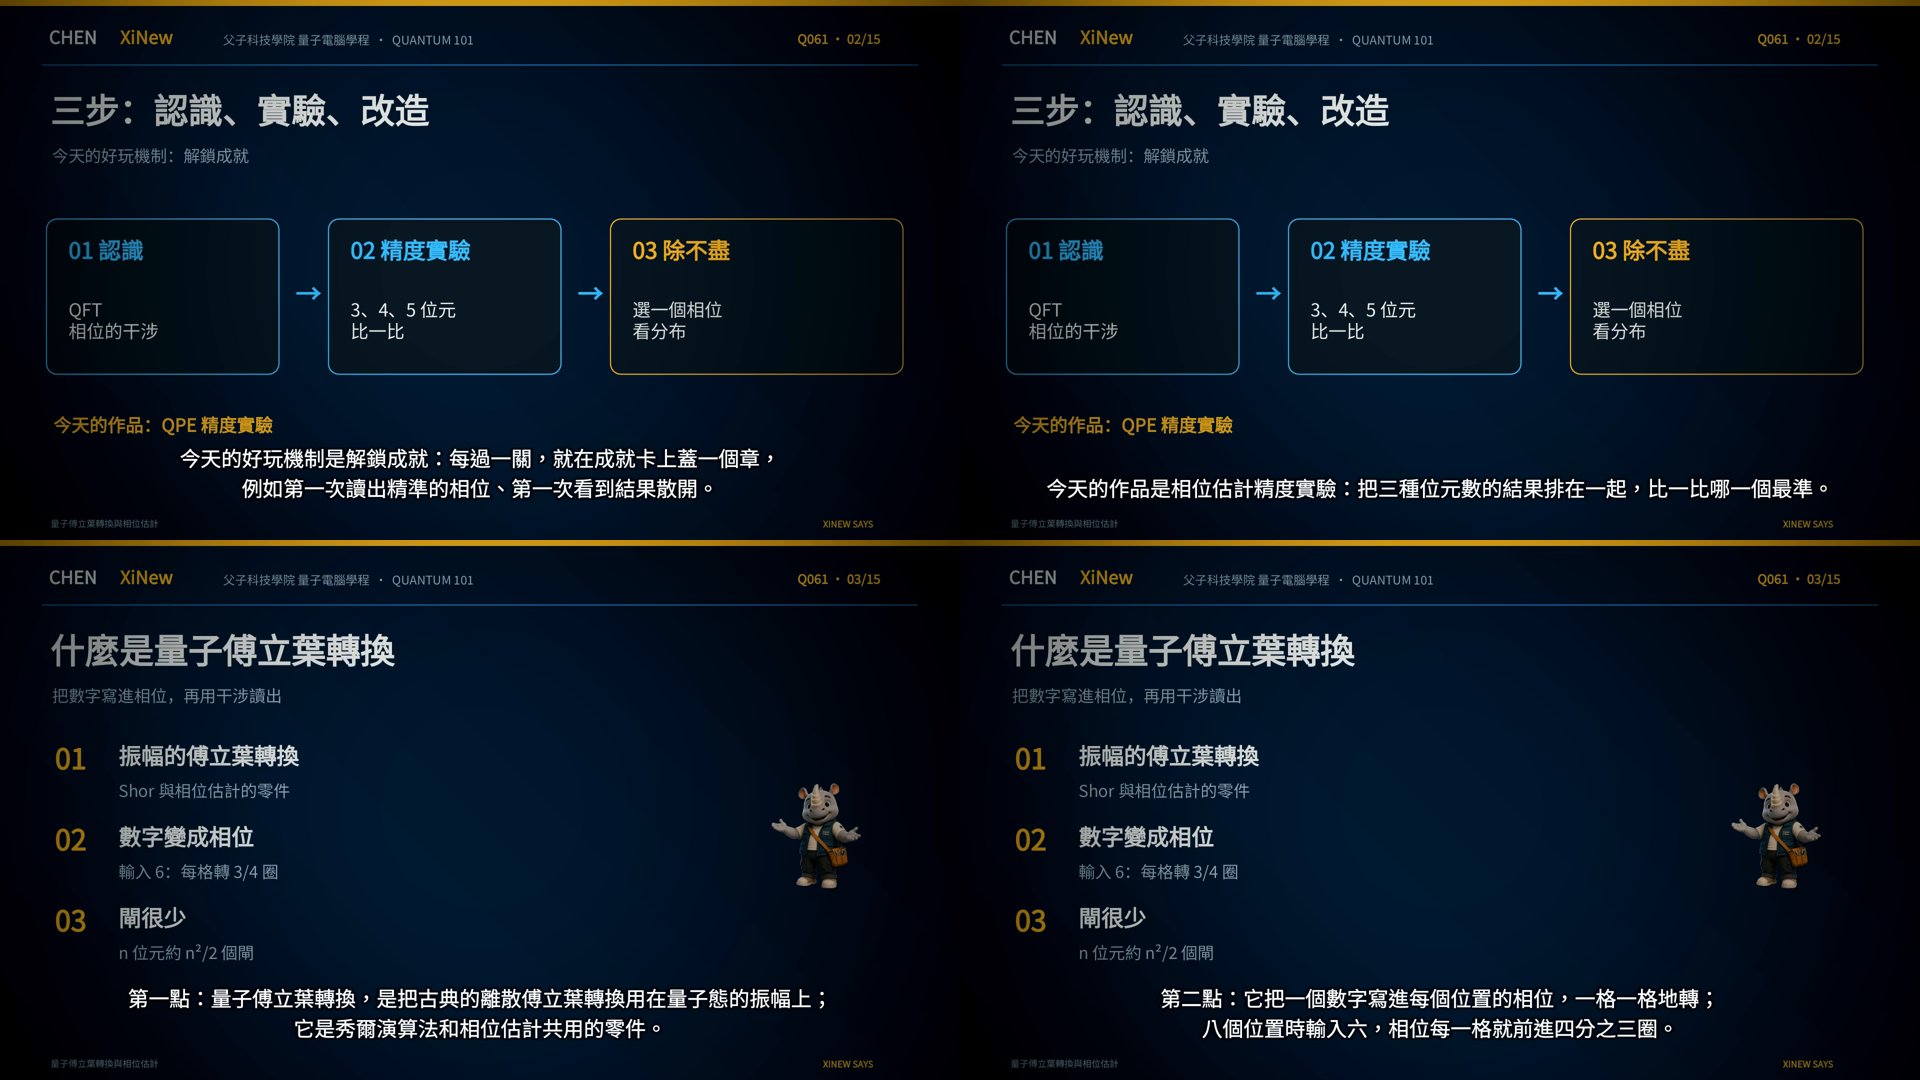 CHEN XiNew 父子科技學院 量子電腦學程 · QUANTUM 101 Q061 · 02/15
三步：認識、實驗、改造
今天的好玩機制：解鎖成就
01 認識
QFT
相位的干涉
→
02 精度實驗
3、4、5 位元
比一比
→
03 除不盡
選一個相位
看分布
今天的作品：QPE 精度實驗
今天的好玩機制是解鎖成就：每過一關，就在成就卡上蓋一個章，
例如第一次讀出精準的相位、第一次看到結果散開。
量子傅立葉轉換與相位估計 XINEW SAYS
CHEN XiNew 父子科技學院 量子電腦學程 · QUANTUM 101 Q061 · 02/15
三步：認識、實驗、改造
今天的好玩機制：解鎖成就
01 認識
QFT
相位的干涉
→
02 精度實驗
3、4、5 位元
比一比
→
03 除不盡
選一個相位
看分布
今天的作品：QPE 精度實驗
今天的作品是相位估計精度實驗：把三種位元數的結果排在一起，比一比哪一個最準。
量子傅立葉轉換與相位估計 XINEW SAYS
CHEN XiNew 父子科技學院 量子電腦學程 · QUANTUM 101 Q061 · 03/15
什麼是量子傅立葉轉換
把數字寫進相位，再用干涉讀出
01 振幅的傅立葉轉換
Shor 與相位估計的零件
02 數字變成相位
輸入 6：每格轉 3/4 圈
03 閘很少
n 位元約 n²/2 個閘
第一點：量子傅立葉轉換，是把古典的離散傅立葉轉換用在量子態的振幅上；
它是秀爾演算法和相位估計共用的零件。
量子傅立葉轉換與相位估計 XINEW SAYS
CHEN XiNew 父子科技學院 量子電腦學程 · QUANTUM 101 Q061 · 03/15
什麼是量子傅立葉轉換
把數字寫進相位，再用干涉讀出
01 振幅的傅立葉轉換
Shor 與相位估計的零件
02 數字變成相位
輸入 6：每格轉 3/4 圈
03 閘很少
n 位元約 n²/2 個閘
第二點：它把一個數字寫進每個位置的相位，一格一格地轉；
八個位置時輸入六，相位每一格就前進四分之三圈。
量子傅立葉轉換與相位估計 XINEW SAYS